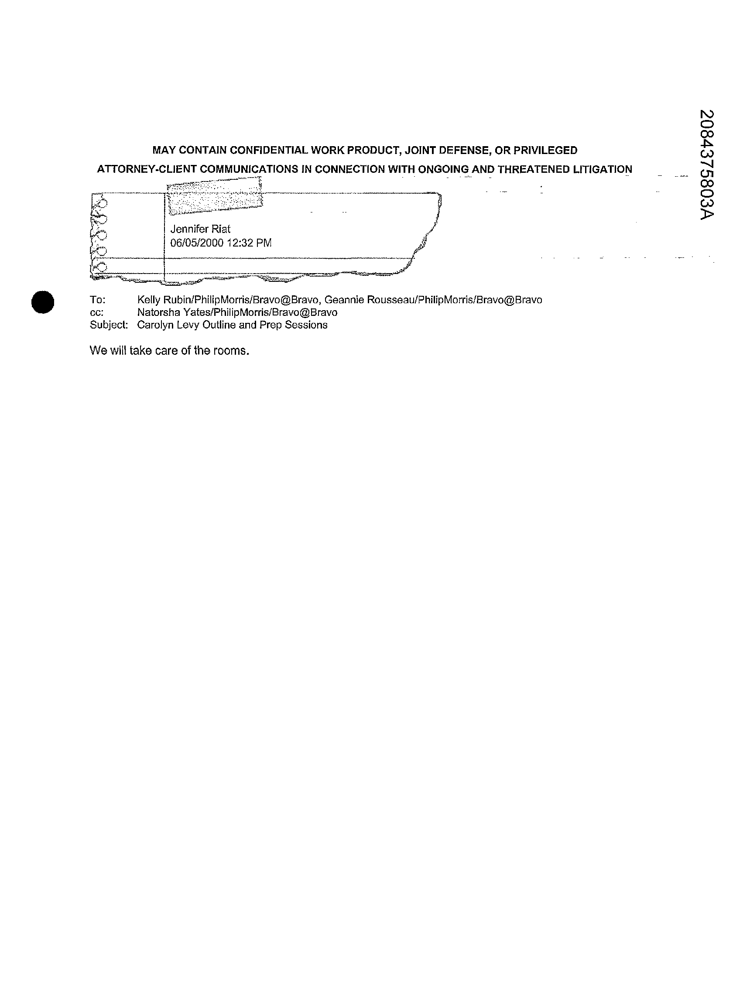 MAY CONTAIN CONFIDENTIAL WORK PRODUCT, JOINT DEFENSE, OR PRIVILEGED
ATTORNEY-CLIENT COMMUNICATIONS IN CONNECTION WITH ONGOING AND THREATENED LITIGATION
2084375803A
Jennifer Riat
06/05/2000 12:32 PM
To: Kelly Rubin/PhilipMorris/Bravo@Bravo, Geannie Rousseau/PhilipMorris/Bravo@Bravo
cc: Natorsha Yates/PhilipMorris/Bravo@Bravo
Subject: Carolyn Levy Outline and Prep Sessions
We will take care of the rooms.